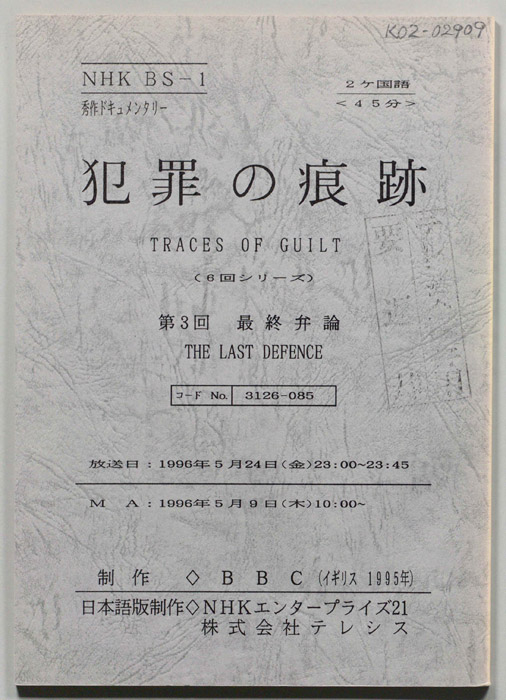 K02-02909
NHK BS-1
2ケ国語
秀作ドキュメンタリー
<45分>
犯罪の痕跡
TRACES OF GUILT
(6回シリーズ)
第3回 最終弁論
THE LAST DEFENCE
コード No. 3126-085
放送日:1996年5月24日(金)23:00~23:45
M A:1996年5月9日(木)10:00~
制作 ◇ BBC(イギリス 1995年)
日本語版制作◇NHKエンタープライズ21
株式会社テレシス